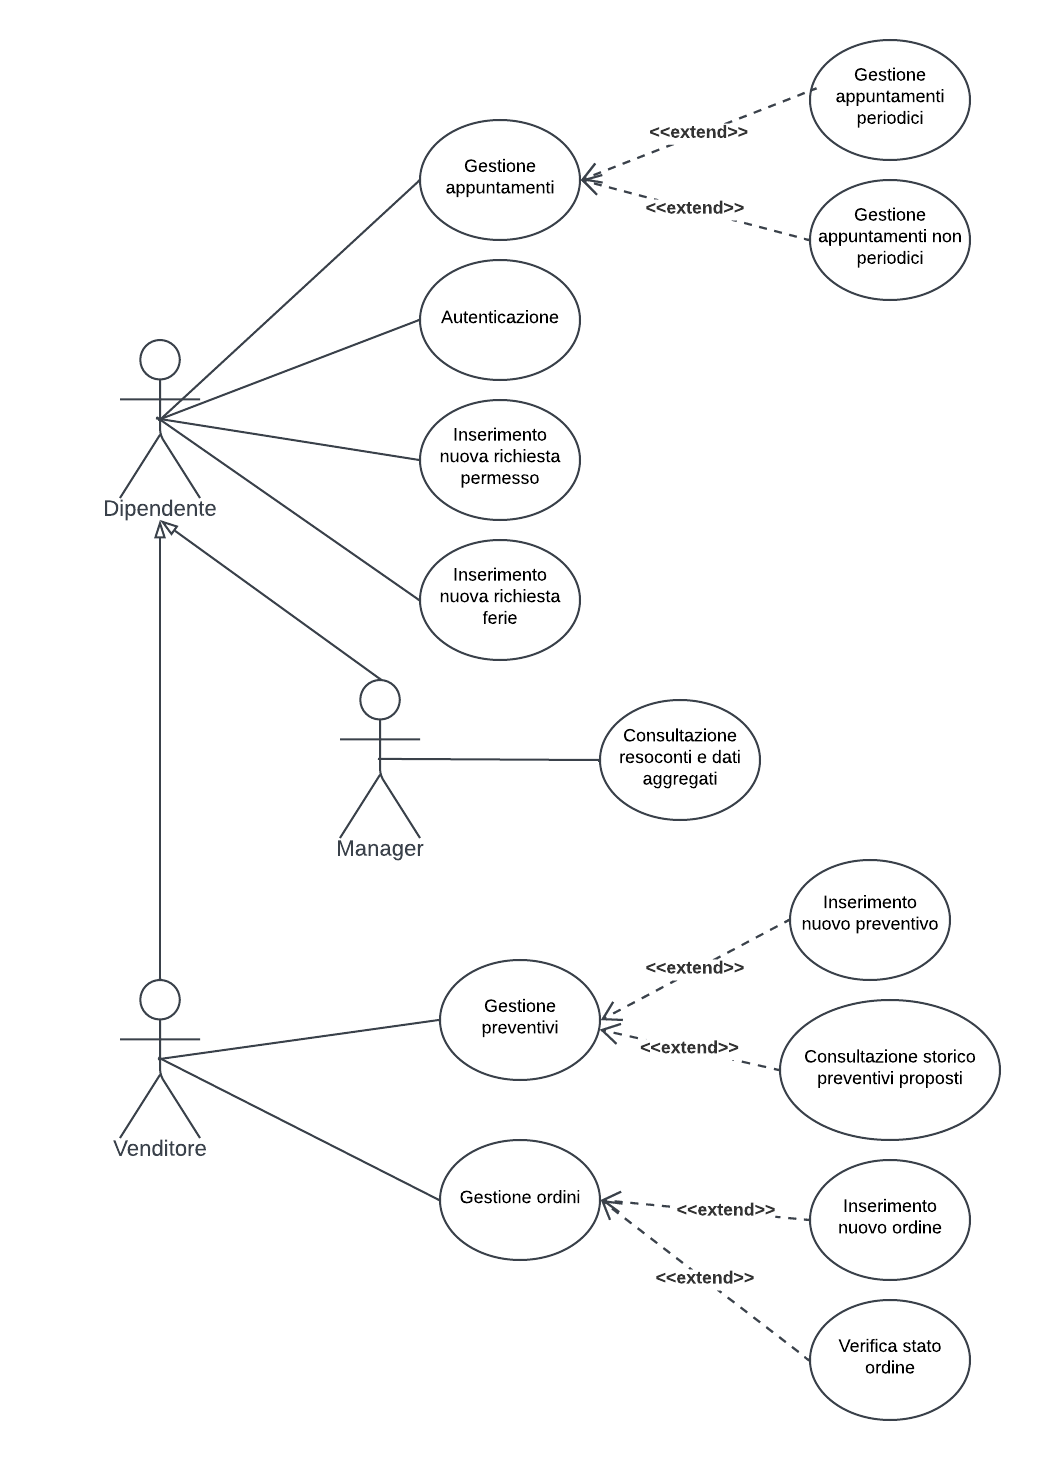 Gestione
appuntamenti
periodici
<<extend>>
Gestione
appuntamenti
<<extend>>
Gestione
appuntamenti non
periodici
Autenticazione
Inserimento
nuova richiesta
permesso
Dipendente
Inserimento
nuova richiesta
ferie
Consultazione
resoconti e dati
aggregati
Manager
Inserimento
nuovo preventivo
<<extend>>
Gestione
preventivi
<<extend>>
Consultazione storico
preventivi proposti
Venditore
Gestione ordini
<<extend>>
Inserimento
nuovo ordine
<<extend>>
Verifica stato
ordine